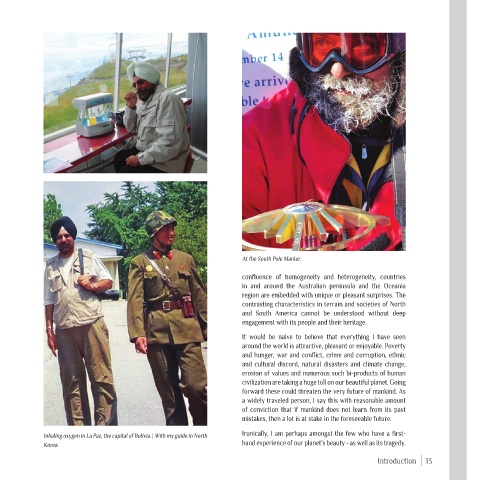 Amun
mber 14
e arrive
ble
At the South Pole Marker.
confluence of homogeneity and heterogeneity, countries
in and around the Australian peninsula and the Oceania
region are embedded with unique or pleasant surprises. The
contrasting characteristics in terrain and societies of North
and South America cannot be understood without deep
engagement with its people and their heritage.
It would be naive to believe that everything I have seen
around the world is attractive, pleasant or enjoyable. Poverty
and hunger, war and conflict, crime and corruption, ethnic
and cultural discord, natural disasters and climate change,
erosion of values and numerous such bi-products of human
civilization are taking a huge toll on our beautiful planet. Going
forward these could threaten the very future of mankind. As
a widely traveled person, I say this with reasonable amount
of conviction that if mankind does not learn from its past
mistakes, then a lot is at stake in the foreseeable future.
Ironically, I am perhaps amongst the few who have a first-
hand experience of our planet's beauty - as well as its tragedy.
Inhaling oxygen in La Paz, the capital of Bolivia. | With my guide in North
Korea.
Introduction | 13